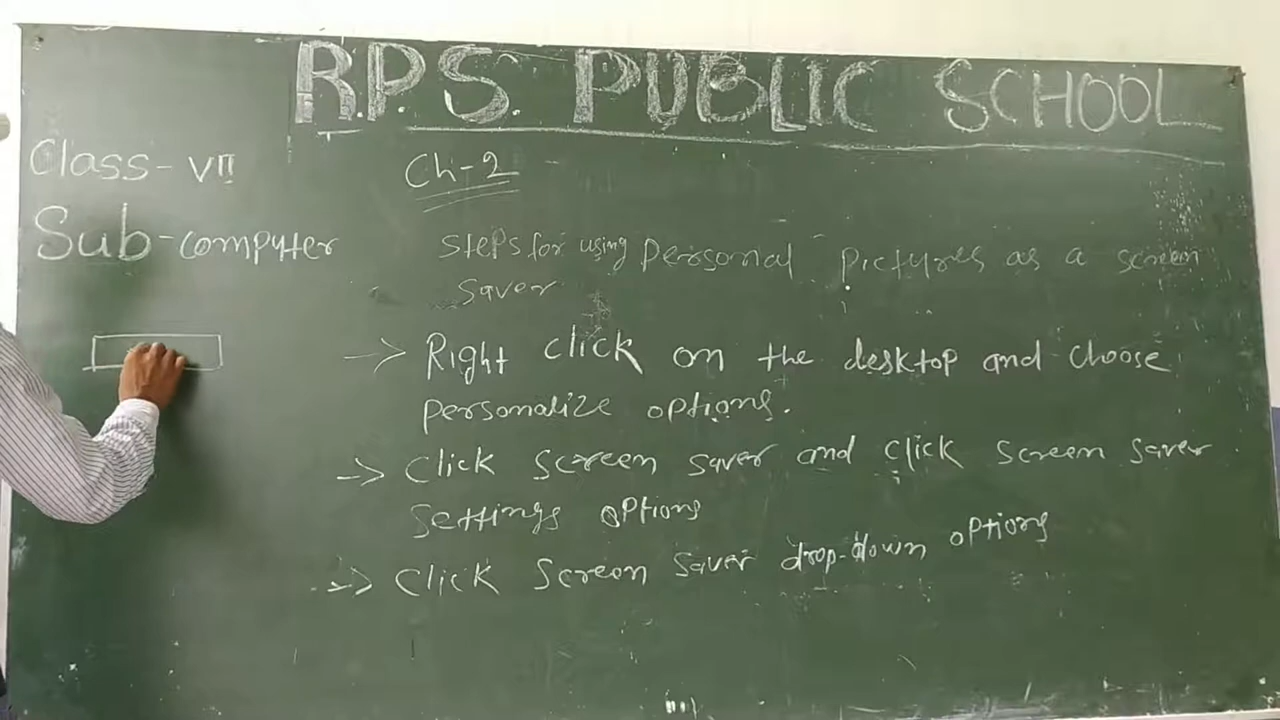 R.P.S. PUBLIC SCHOOL
Class - VII
Ch-2
Sub - computer
Steps for using personal pictures as a screen
saver
→ Right click on the desktop and choose
personalize options.
→ Click screen saver and click screen saver
settings options
→ Click screen saver drop-down options